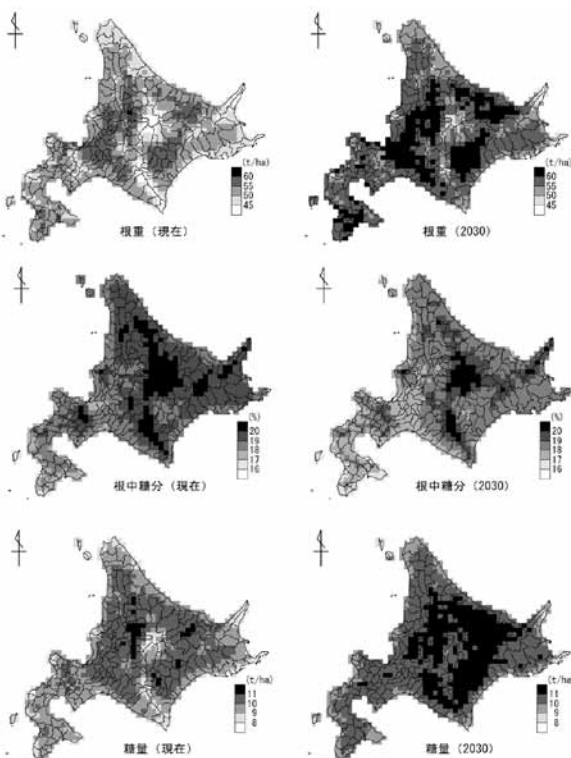 (t/ha)
60
55
50
45
根重 (現在)
(t/ha)
60
55
50
45
根重 (2030)
(%)
20
19
18
17
16
根中糖分 (現在)
(%)
20
19
18
17
16
根中糖分 (2030)
(t/ha)
11
10
9
8
糖量 (現在)
(t/ha)
11
10
9
8
糖量 (2030)